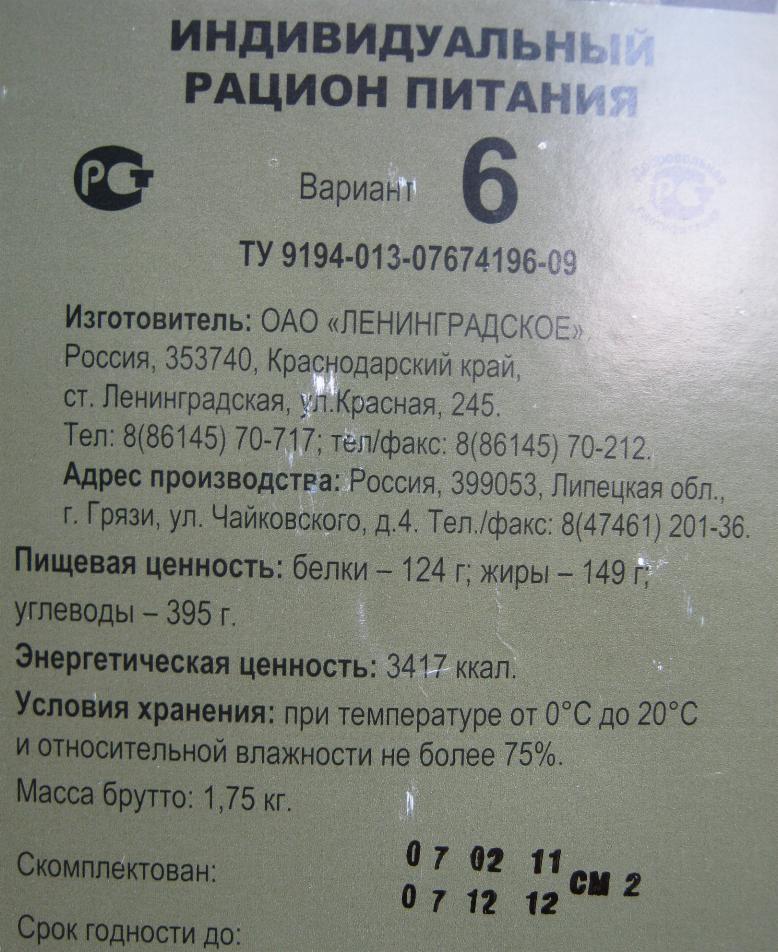 ИНДИВИДУАЛЬНЫЙ
РАЦИОН ПИТАНИЯ
РСТ
Вариант 6
ТУ 9194-013-07674196-09
Изготовитель: ОАО «ЛЕНИНГРАДСКОЕ»
Россия, 353740, Краснодарский край,
ст. Ленинградская, ул.Красная, 245.
Тел: 8(86145) 70-717; тел/факс: 8(86145) 70-212.
Адрес производства: Россия, 399053, Липецкая обл.,
г. Грязи, ул. Чайковского, д.4. Тел./факс: 8(47461) 201-36.
Пищевая ценность: белки – 124 г; жиры – 149 г;
углеводы – 395 г.
Энергетическая ценность: 3417 ккал.
Условия хранения: при температуре от 0°С до 20°С
и относительной влажности не более 75%.
Масса брутто: 1,75 кг.
Скомплектован: 07 02 11 СМ 2
07 12 12
Срок годности до: